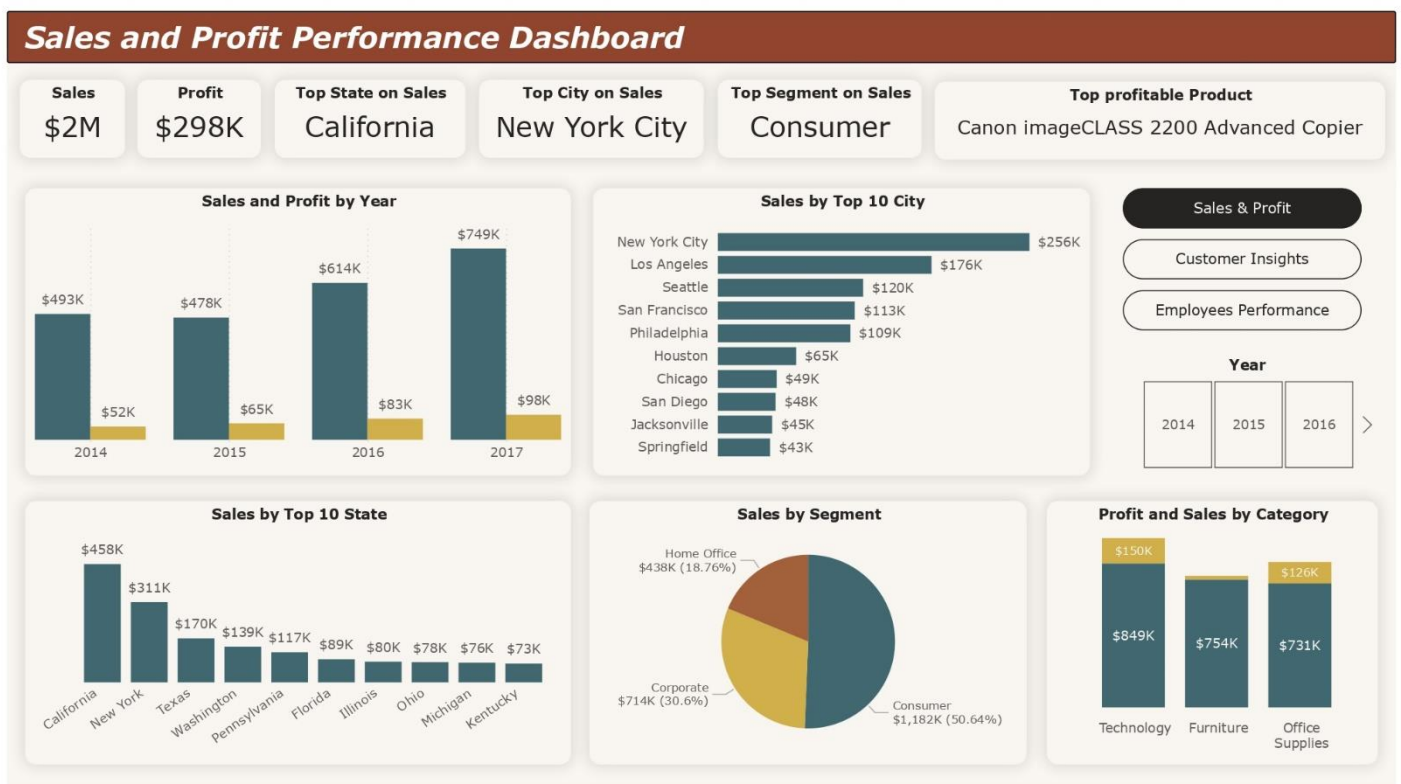 Sales and Profit Performance Dashboard
Sales
$2M
Profit
$298K
Top State on Sales
California
Top City on Sales
New York City
Top Segment on Sales
Consumer
Top profitable Product
Canon imageCLASS 2200 Advanced Copier
Sales and Profit by Year
$493K
$52K
$478K
$65K
$614K
$83K
$749K
$98K
2014
2015
2016
2017
Sales by Top 10 City
New York City $256K
Los Angeles $176K
Seattle $120K
San Francisco $113K
Philadelphia $109K
Houston $65K
Chicago $49K
San Diego $48K
Jacksonville $45K
Springfield $43K
Sales & Profit
Customer Insights
Employees Performance
Year
2014 2015 2016
Sales by Top 10 State
$458K
$311K
$170K
$139K
$117K
$89K
$80K
$78K
$76K
$73K
California
New York
Texas
Washington
Pennsylvania
Florida
Illinois
Ohio
Michigan
Kentucky
Sales by Segment
Home Office
$438K (18.76%)
Corporate
$714K (30.6%)
Consumer
$1,182K (50.64%)
Profit and Sales by Category
$150K
$126K
$849K
$754K
$731K
Technology
Furniture
Office
Supplies